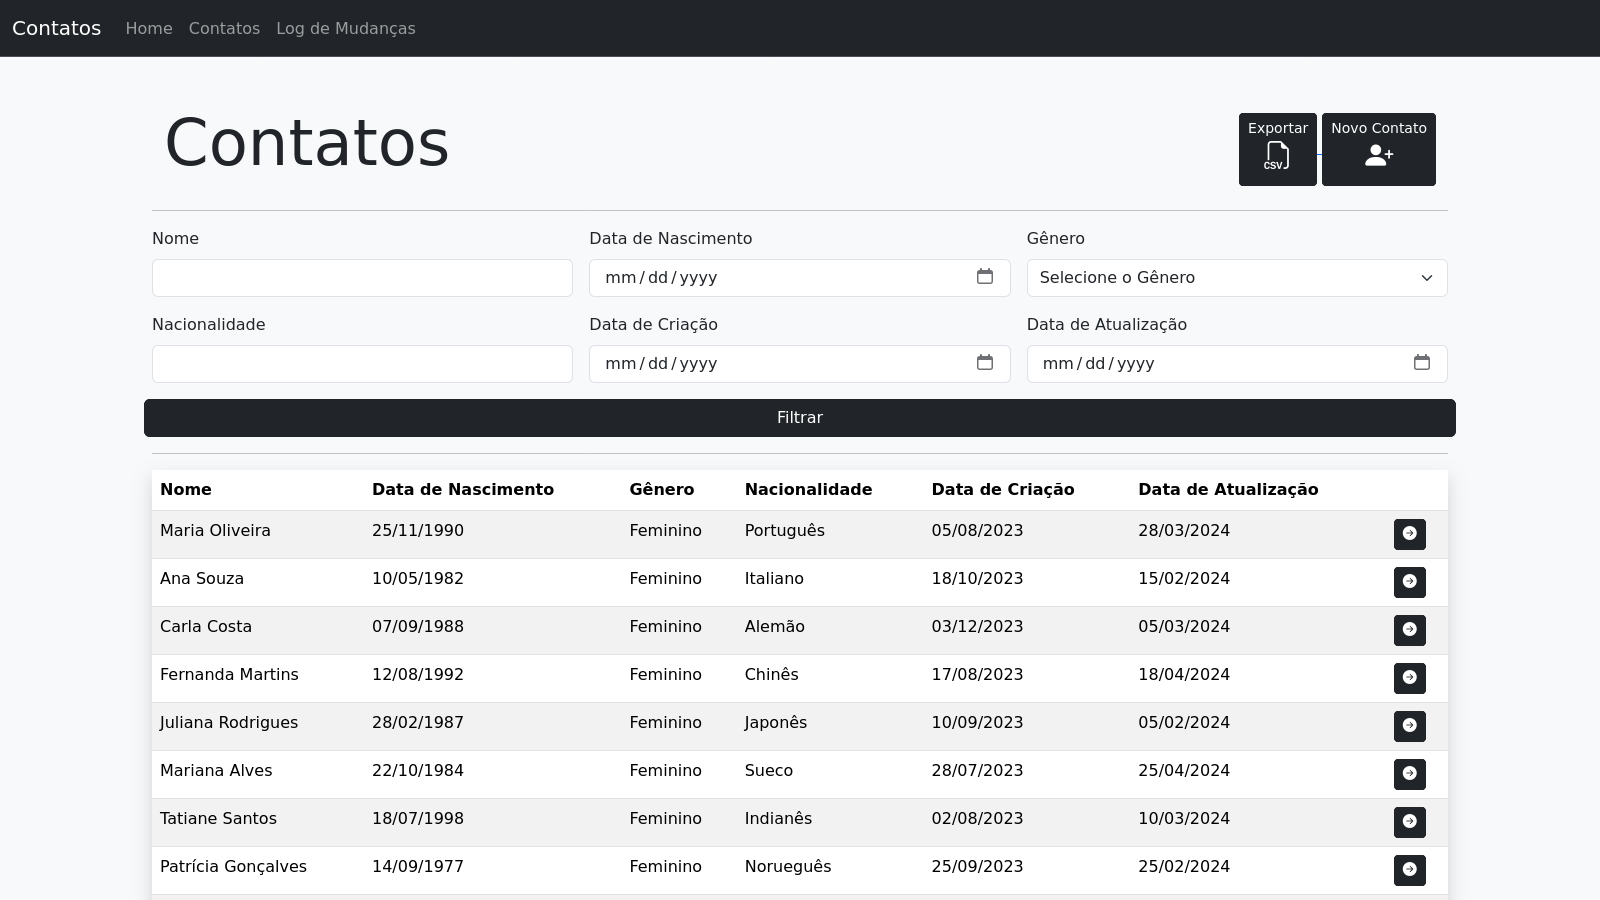 Contatos Home Contatos Log de Mudanças
Contatos
Exportar
CSV
Novo Contato
Nome Data de Nascimento Gênero
mm/dd/yyyy Selecione o Gênero
Nacionalidade Data de Criação Data de Atualização
mm/dd/yyyy mm/dd/yyyy
Filtrar
Nome Data de Nascimento Gênero Nacionalidade Data de Criação Data de Atualização
Maria Oliveira 25/11/1990 Feminino Português 05/08/2023 28/03/2024
Ana Souza 10/05/1982 Feminino Italiano 18/10/2023 15/02/2024
Carla Costa 07/09/1988 Feminino Alemão 03/12/2023 05/03/2024
Fernanda Martins 12/08/1992 Feminino Chinês 17/08/2023 18/04/2024
Juliana Rodrigues 28/02/1987 Feminino Japonês 10/09/2023 05/02/2024
Mariana Alves 22/10/1984 Feminino Sueco 28/07/2023 25/04/2024
Tatiane Santos 18/07/1998 Feminino Indianês 02/08/2023 10/03/2024
Patrícia Gonçalves 14/09/1977 Feminino Norueguês 25/09/2023 25/02/2024